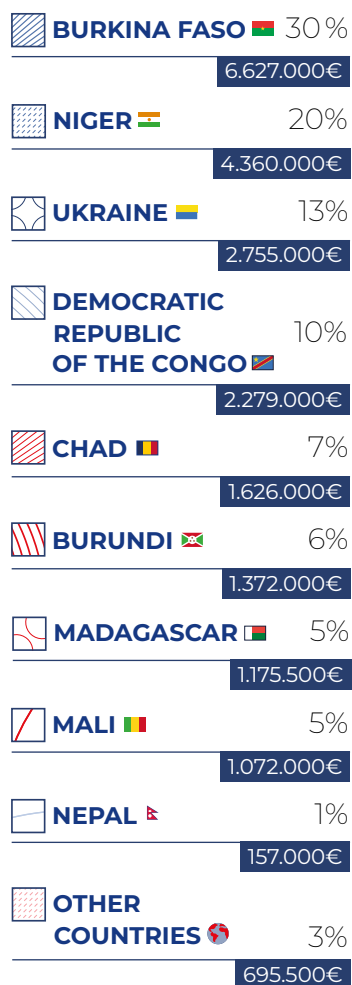 BURKINA FASO 30%
6.627.000€
NIGER 20%
4.360.000€
UKRAINE 13%
2.755.000€
DEMOCRATIC
REPUBLIC 10%
OF THE CONGO
2.279.000€
CHAD 7%
1.626.000€
BURUNDI 6%
1.372.000€
MADAGASCAR 5%
1.175.500€
MALI 5%
1.072.000€
NEPAL 1%
157.000€
OTHER
COUNTRIES 3%
695.500€